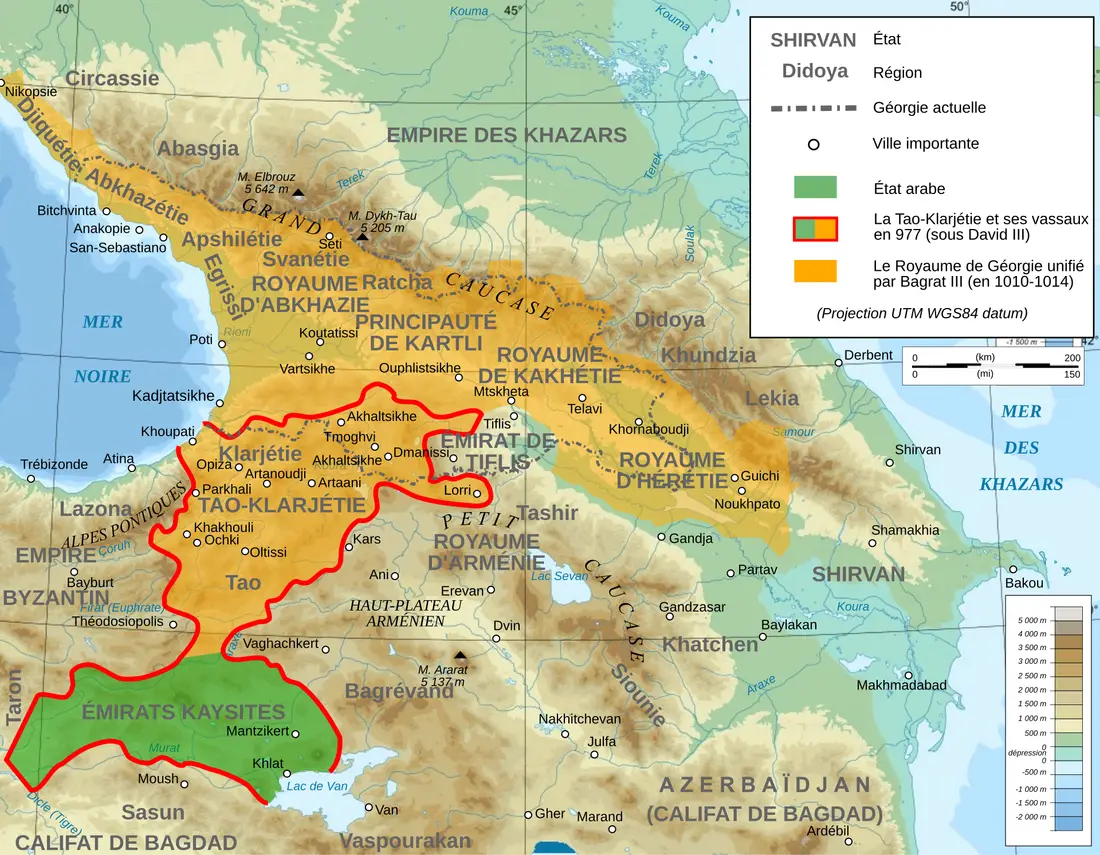 40°
45°
50°
Kouma
Kouma
SHIRVAN
État
Didoya
Région
Géorgie actuelle
Ville importante
État arabe
La Tao-Klarjétie et ses vassaux
en 977 (sous David III)
Le Royaume de Géorgie unifié
par Bagrat III (en 1010-1014)
(Projection UTM WGS84 datum)
-1 500 m
42°
(km)
0
200
0
(mi)
150
Circassie
Nikopsie
Djiquétie
EMPIRE DES KHAZARS
Abasgia
Terek
M. Elbrouz
5 642 m
Terek
Abkhazétie
GRAND
M. Dykh-Tau
5 205 m
Bitchvinta
Anakopie
San-Sebastiano
Apshilétie
Seti
Soulak
Svanétie
Egrissi
ROYAUME
D'ABKHAZIE
Ratcha
CAUCASE
MER
NOIRE
Rioni
Koutatissi
PRINCIPAUTÉ
DE KARTLI
Didoya
Poti
Vartsikhe
ROYAUME
DE KAKHÉTIE
Khundzia
Derbent
Ouphlistsikhe
Kadjtatsikhe
Mtskheta
Telavi
Lekia
MER
DES
KHAZARS
Akhaltsikhe
Tiflis
Khornaboudji
Samour
Khoupati
Tmoghvi
EMIRAT DE
TIFLIS
Klarjétie
Akhaltsikhe
Dmanissi
Koura
Shirvan
Trébizonde
Atina
Opiza
Artanoudji
Artaani
ROYAUME
D'HÉRÉTIE
Guichi
Parkhali
Lorri
Noukhpato
ALPES PONTIQUES
Lazona
TAO-KLARJÉTIE
PETIT
Tashir
Khakhouli
Ochki
Kars
ROYAUME
D'ARMÉNIE
Gandja
Shamakhia
EMPIRE
BYZANTIN
Çoruh
Oltissi
Bayburt
Tao
Ani
Lac Sevan
CAUCASE
Partav
SHIRVAN
Bakou
Erevan
Firat (Euphrate)
Théodosiopolis
HAUT-PLATEAU
ARMÉNIEN
Gandzasar
Koura
Dvin
Baylakan
Araxe
Vaghachkert
Khatchen
M. Ararat
5 137 m
Taron
Bagrévand
Siounie
Araxe
Makhmadabad
ÉMIRATS KAYSITES
Mantzikert
Nakhitchevan
Murat
Julfa
Khlat
Moush
Lac de Van
AZERBAÏDJAN
(CALIFAT DE BAGDAD)
Dicle (Tigre)
Sasun
Van
Gher
Marand
Ardébil
CALIFAT DE BAGDAD
Vaspourakan
5 000 m
4 000 m
3 500 m
3 000 m
2 500 m
2 000 m
1 500 m
1 000 m
500 m
0
dépression
0
-500 m
-1 000 m
-1 500 m
-2 000 m